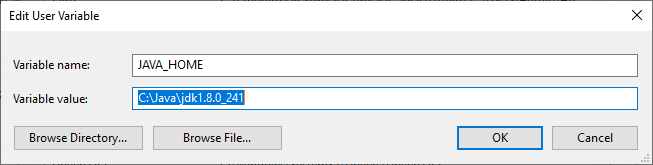 Edit User Variable
Variable name: JAVA_HOME
Variable value: C:\Java\jdk1.8.0_241
Browse Directory... Browse File... OK Cancel